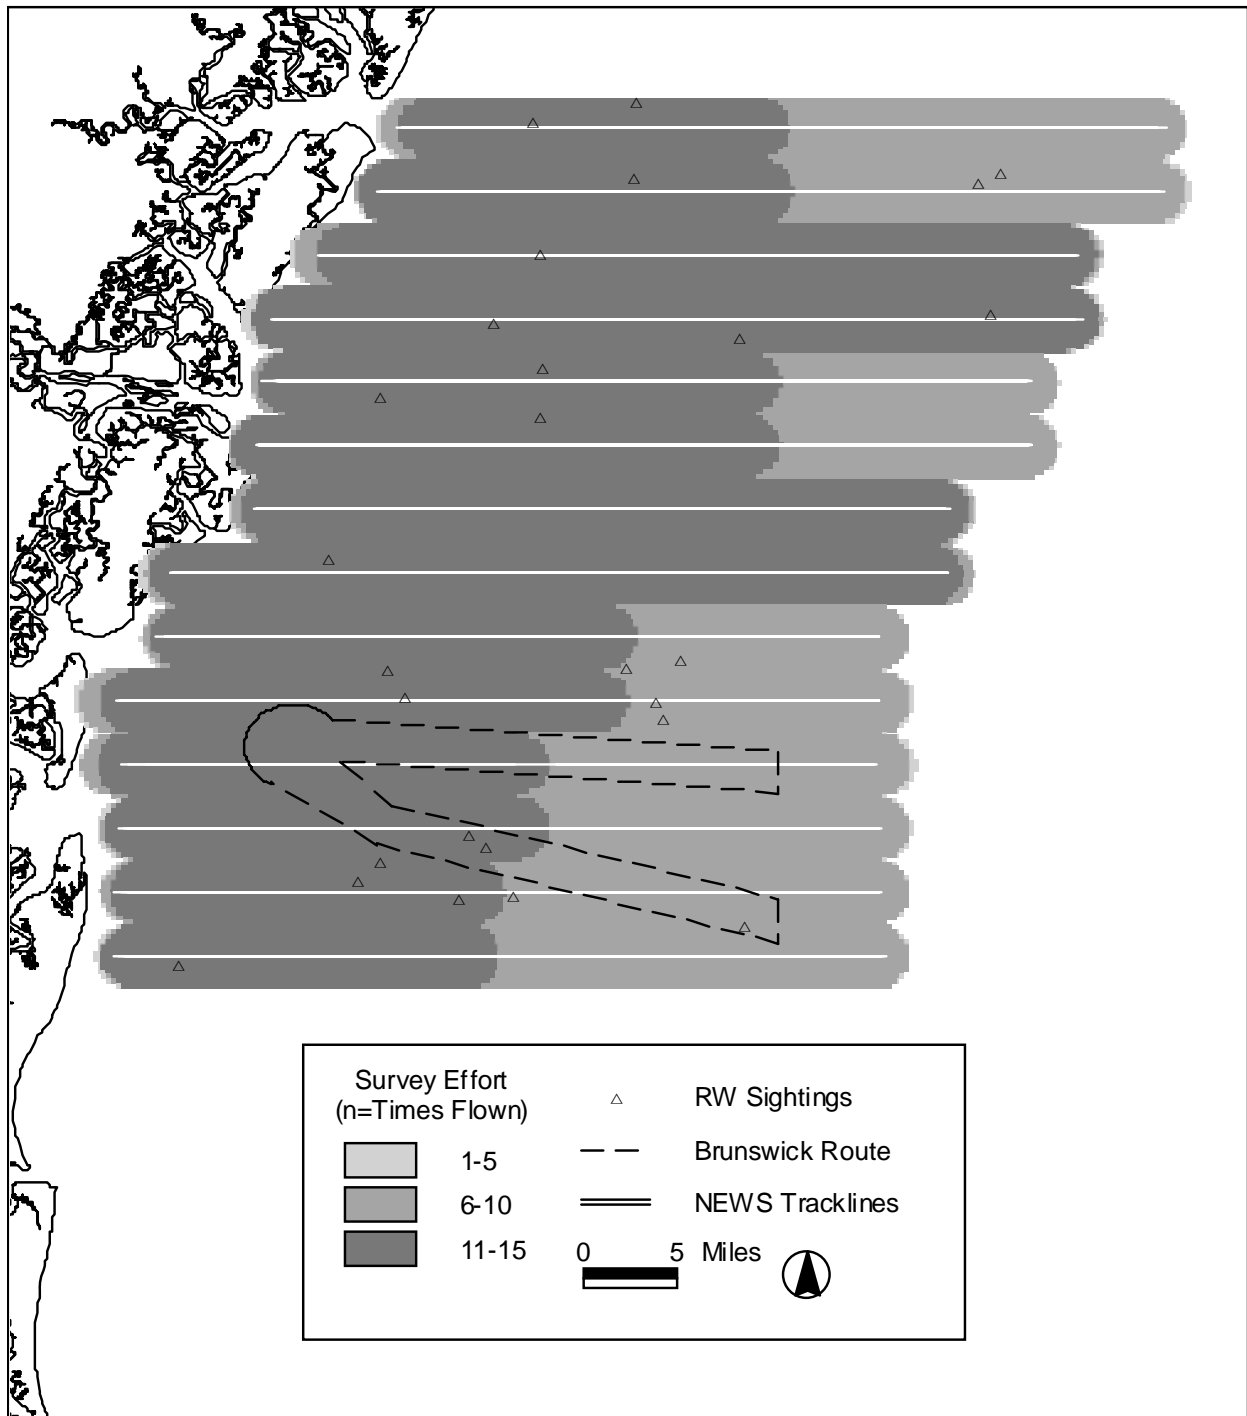 Survey Effort
(n=Times Flown)
1-5
6-10
11-15
RW Sightings
Brunswick Route
NEWS Tracklines
0 5 Miles